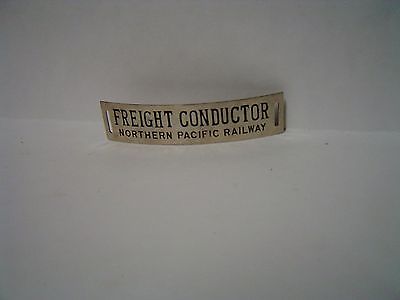 FREIGHT CONDUCTOR
NORTHERN PACIFIC RAILWAY